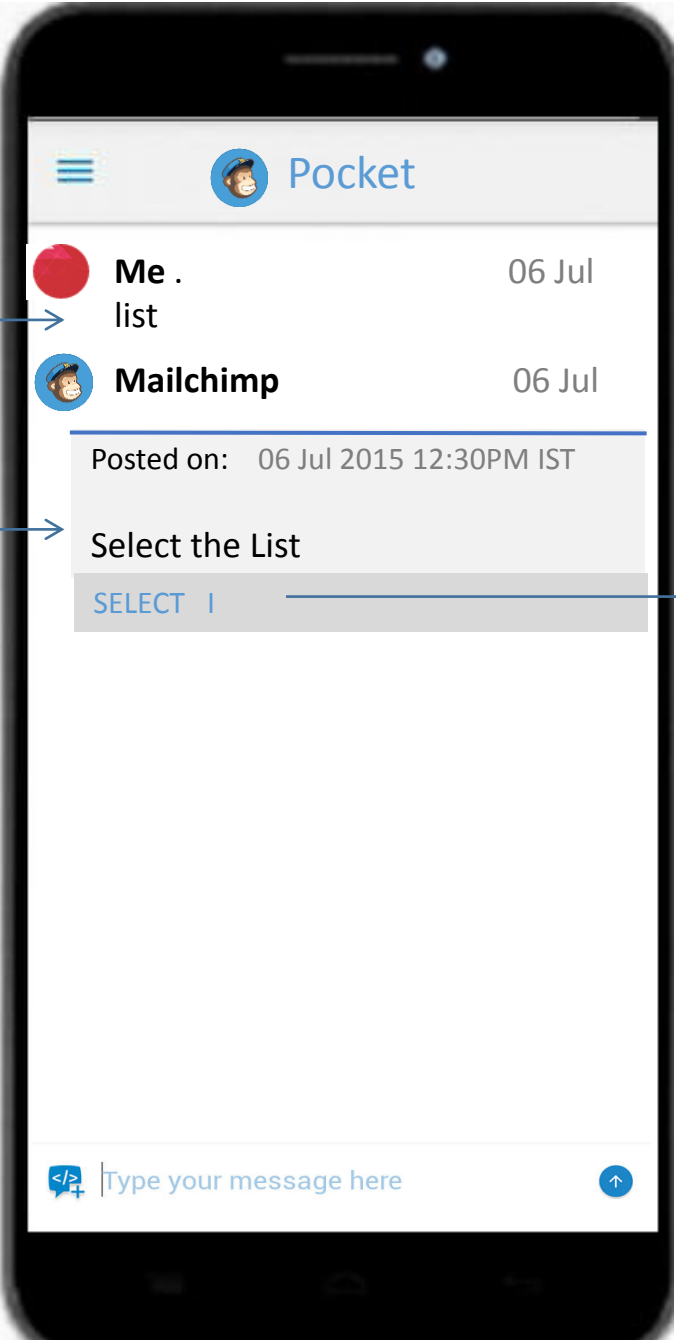 Pocket
Me . 06 Jul
list
Mailchimp 06 Jul
Posted on: 06 Jul 2015 12:30PM IST
Select the List
SELECT I
</> Type your message here